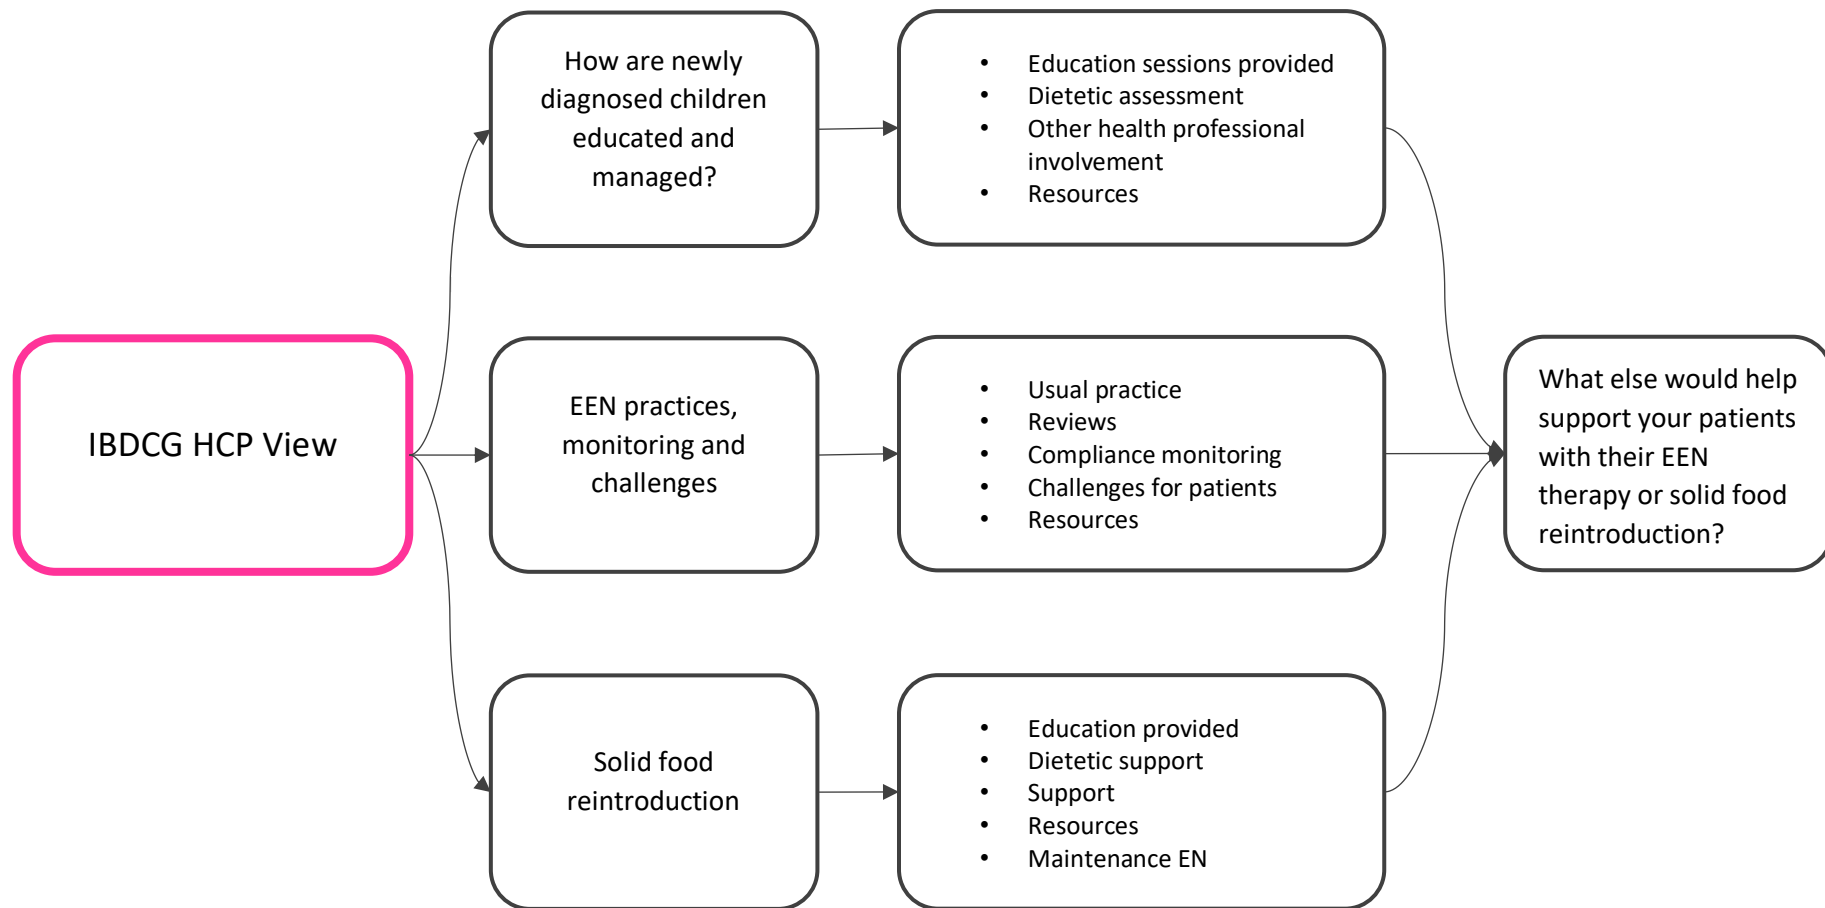 IBDCG HCP View
How are newly
diagnosed children
educated and
managed?
• Education sessions provided
• Dietetic assessment
• Other health professional
involvement
• Resources
EEN practices,
monitoring and
challenges
• Usual practice
• Reviews
• Compliance monitoring
• Challenges for patients
• Resources
Solid food
reintroduction
• Education provided
• Dietetic support
• Support
• Resources
• Maintenance EN
What else would help
support your patients
with their EEN
therapy or solid food
reintroduction?